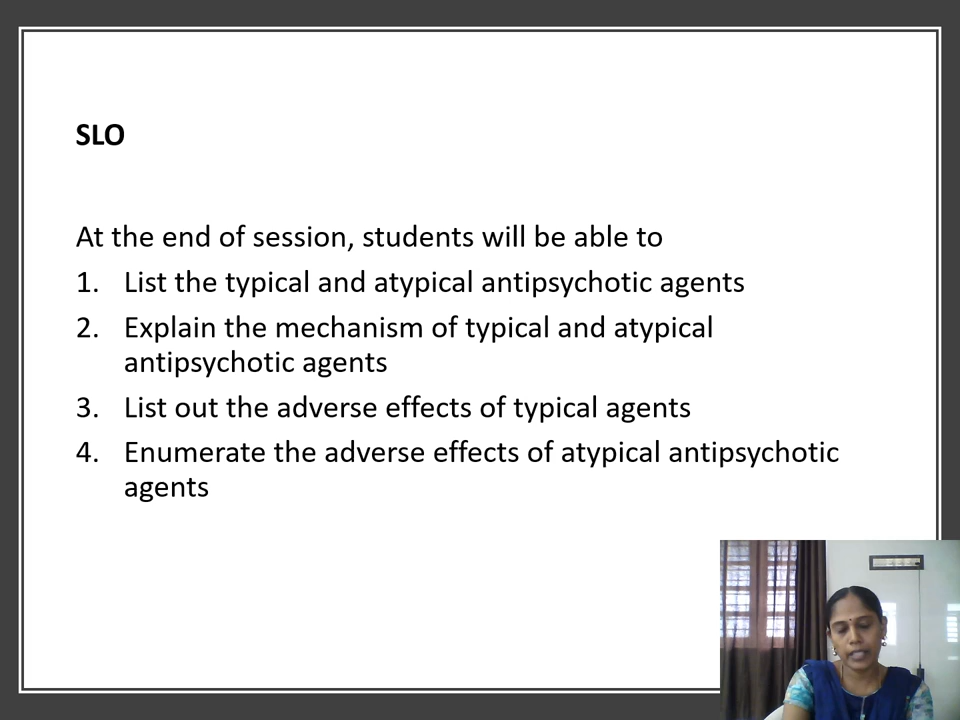 SLO
At the end of session, students will be able to
1. List the typical and atypical antipsychotic agents
2. Explain the mechanism of typical and atypical
antipsychotic agents
3. List out the adverse effects of typical agents
4. Enumerate the adverse effects of atypical antipsychotic
agents